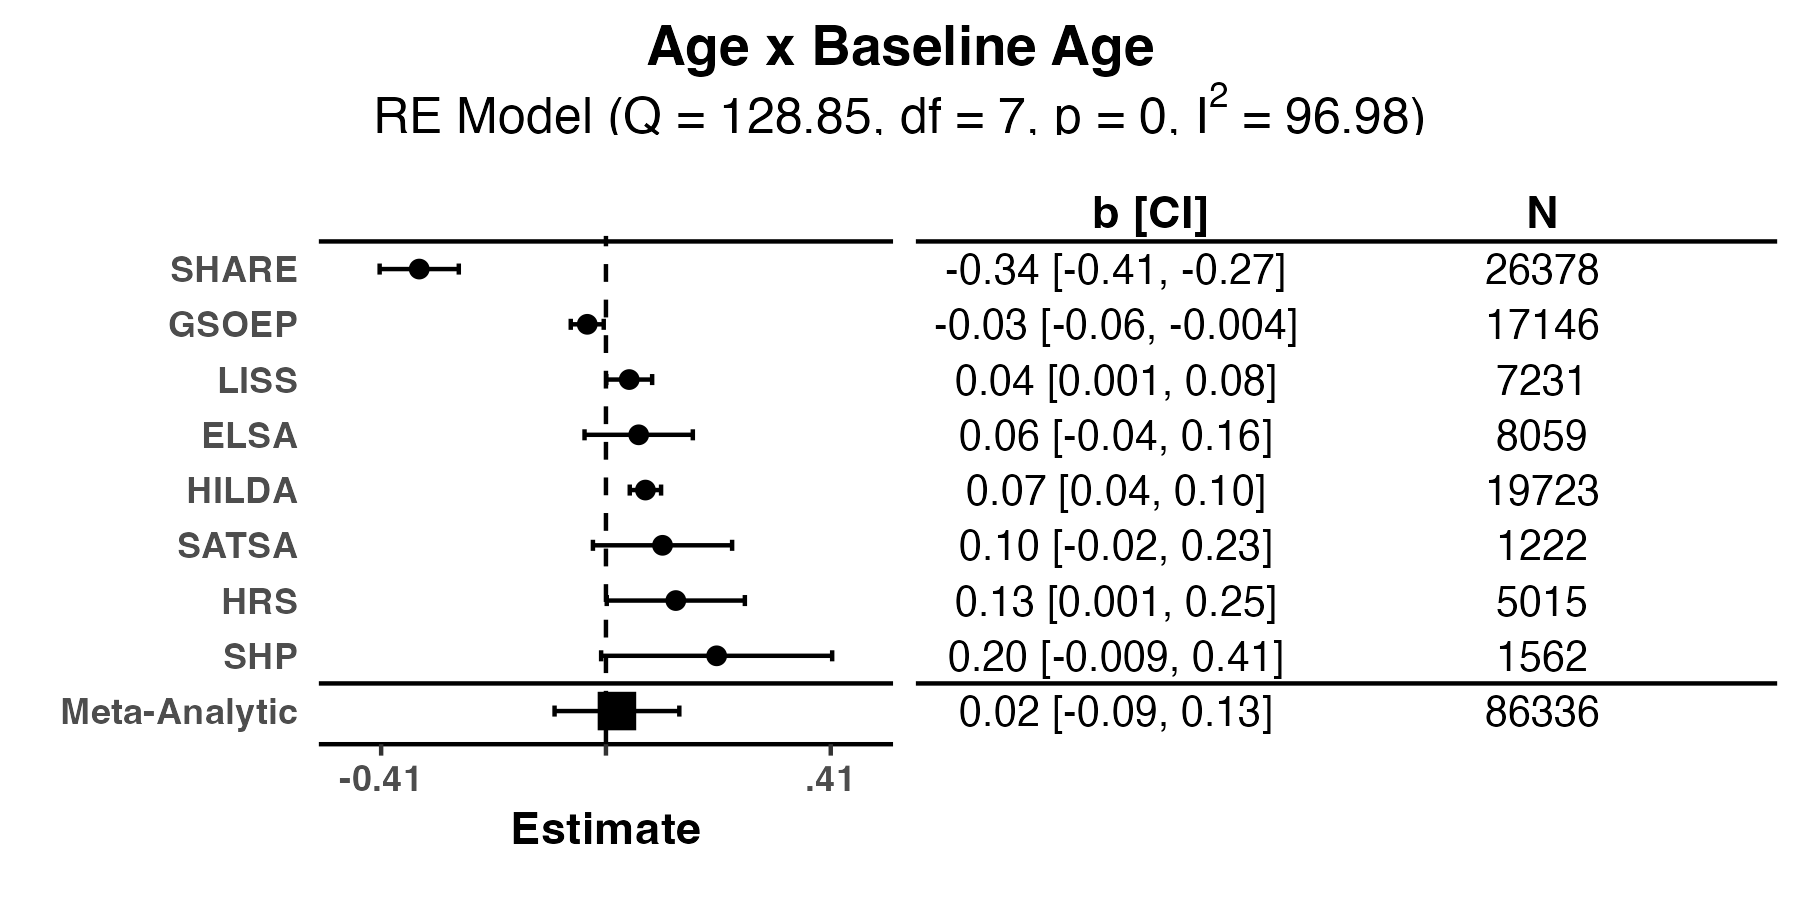 Age x Baseline Age
RE Model (Q = 128.85, df = 7, p = 0, I² = 96.98)
b [CI] N
SHARE -0.34 [-0.41, -0.27] 26378
GSOEP -0.03 [-0.06, -0.004] 17146
LISS 0.04 [0.001, 0.08] 7231
ELSA 0.06 [-0.04, 0.16] 8059
HILDA 0.07 [0.04, 0.10] 19723
SATSA 0.10 [-0.02, 0.23] 1222
HRS 0.13 [0.001, 0.25] 5015
SHP 0.20 [-0.009, 0.41] 1562
Meta-Analytic 0.02 [-0.09, 0.13] 86336
-0.41 .41
Estimate